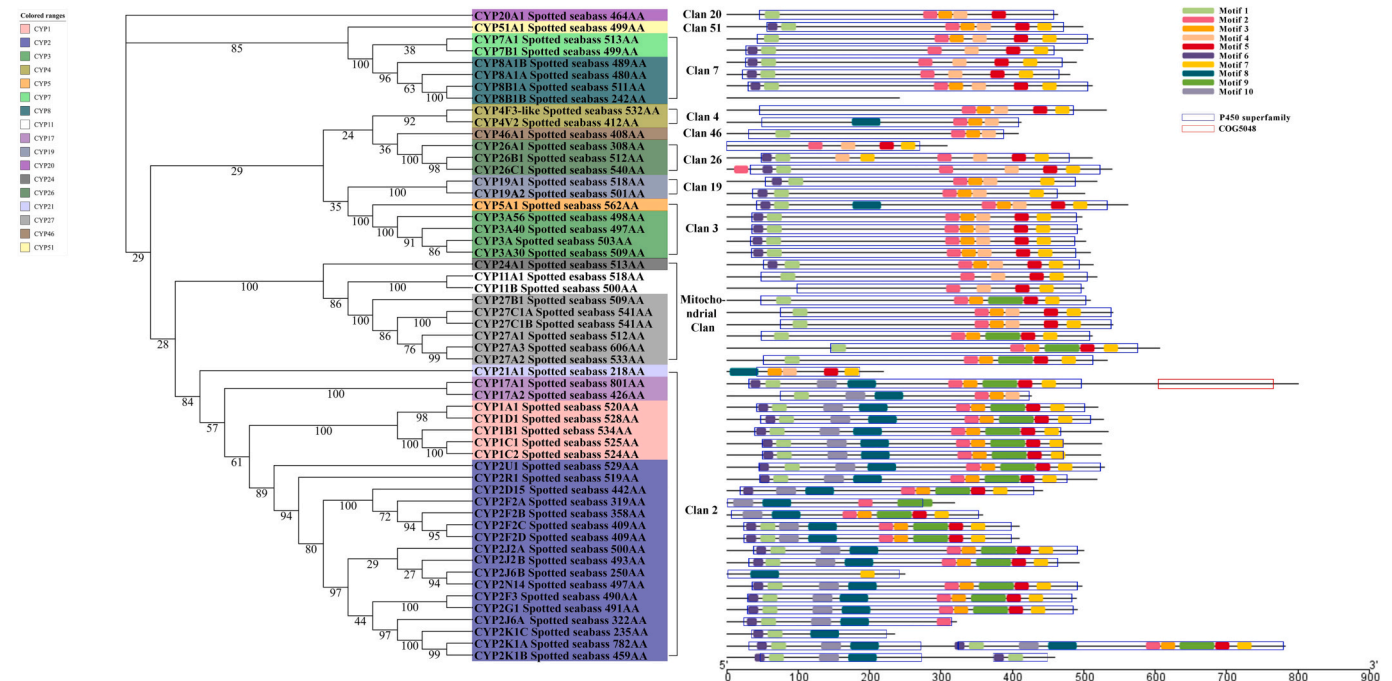 Colored ranges
CYP1
CYP2
CYP3
CYP4
CYP5
CYP7
CYP8
CYP11
CYP17
CYP19
CYP20
CYP24
CYP26
CYP21
CYP27
CYP46
CYP51
85
38
100
96
63
100
92
24
36
100
98
29
100
35
100
100
91
86
29
100
100
86
100
100
86
76
99
28
84
100
57
98
100
100
100
61
89
94
100
72
94
95
80
29
27
94
97
100
44
97
100
99
CYP20A1 Spotted seabass 464AA
CYP51A1 Spotted seabass 499AA
CYP7A1 Spotted seabass 513AA
CYP7B1 Spotted seabass 499AA
CYP8A1B Spotted seabass 489AA
CYP8A1A Spotted seabass 480AA
CYP8B1A Spotted seabass 511AA
CYP8B1B Spotted seabass 242AA
CYP4F3-like Spotted seabass 532AA
CYP4V2 Spotted seabass 412AA
CYP46A1 Spotted seabass 408AA
CYP26A1 Spotted seabass 308AA
CYP26B1 Spotted seabass 512AA
CYP26C1 Spotted seabass 540AA
CYP19A1 Spotted seabass 518AA
CYP19A2 Spotted seabass 501AA
CYP5A1 Spotted seabass 562AA
CYP3A56 Spotted seabass 498AA
CYP3A40 Spotted seabass 497AA
CYP3A Spotted seabass 503AA
CYP3A30 Spotted seabass 509AA
CYP24A1 Spotted seabass 513AA
CYP11A1 Spotted esabass 518AA
CYP11B Spotted seabass 500AA
CYP27B1 Spotted seabass 509AA
CYP27C1A Spotted seabass 541AA
CYP27C1B Spotted seabass 541AA
CYP27A1 Spotted seabass 512AA
CYP27A3 Spotted seabass 606AA
CYP27A2 Spotted seabass 533AA
CYP21A1 Spotted seabass 218AA
CYP17A1 Spotted seabass 801AA
CYP17A2 Spotted seabass 426AA
CYP1A1 Spotted seabass 520AA
CYP1D1 Spotted seabass 528AA
CYP1B1 Spotted seabass 534AA
CYP1C1 Spotted seabass 525AA
CYP1C2 Spotted seabass 524AA
CYP2U1 Spotted seabass 529AA
CYP2R1 Spotted seabass 519AA
CYP2D15 Spotted seabass 442AA
CYP2F2A Spotted seabass 319AA
CYP2F2B Spotted seabass 358AA
CYP2F2C Spotted seabass 409AA
CYP2F2D Spotted seabass 409AA
CYP2J2A Spotted seabass 500AA
CYP2J2B Spotted seabass 493AA
CYP2J6B Spotted seabass 250AA
CYP2N14 Spotted seabass 497AA
CYP2F3 Spotted seabass 490AA
CYP2G1 Spotted seabass 491AA
CYP2J6A Spotted seabass 322AA
CYP2K1C Spotted seabass 235AA
CYP2K1A Spotted seabass 782AA
CYP2K1B Spotted seabass 459AA
Clan 20
Clan 51
Clan 7
Clan 4
Clan 46
Clan 26
Clan 19
Clan 3
Mitocho-
ndrial
Clan
Clan 2
Motif 1
Motif 2
Motif 3
Motif 4
Motif 5
Motif 6
Motif 7
Motif 8
Motif 9
Motif 10
P450 superfamily
COG5048
5'
0 100 200 300 400 500 600 700 800 900
3'